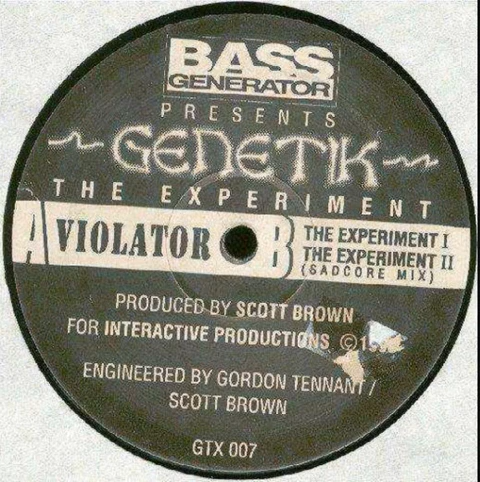 BASS
GENERATOR
PRESENTS
GENETIK
THE EXPERIMENT
A VIOLATOR
B THE EXPERIMENT I
THE EXPERIMENT II
(SADCORE MIX)
PRODUCED BY SCOTT BROWN
FOR INTERACTIVE PRODUCTIONS ©
ENGINEERED BY GORDON TENNANT /
SCOTT BROWN
GTX 007